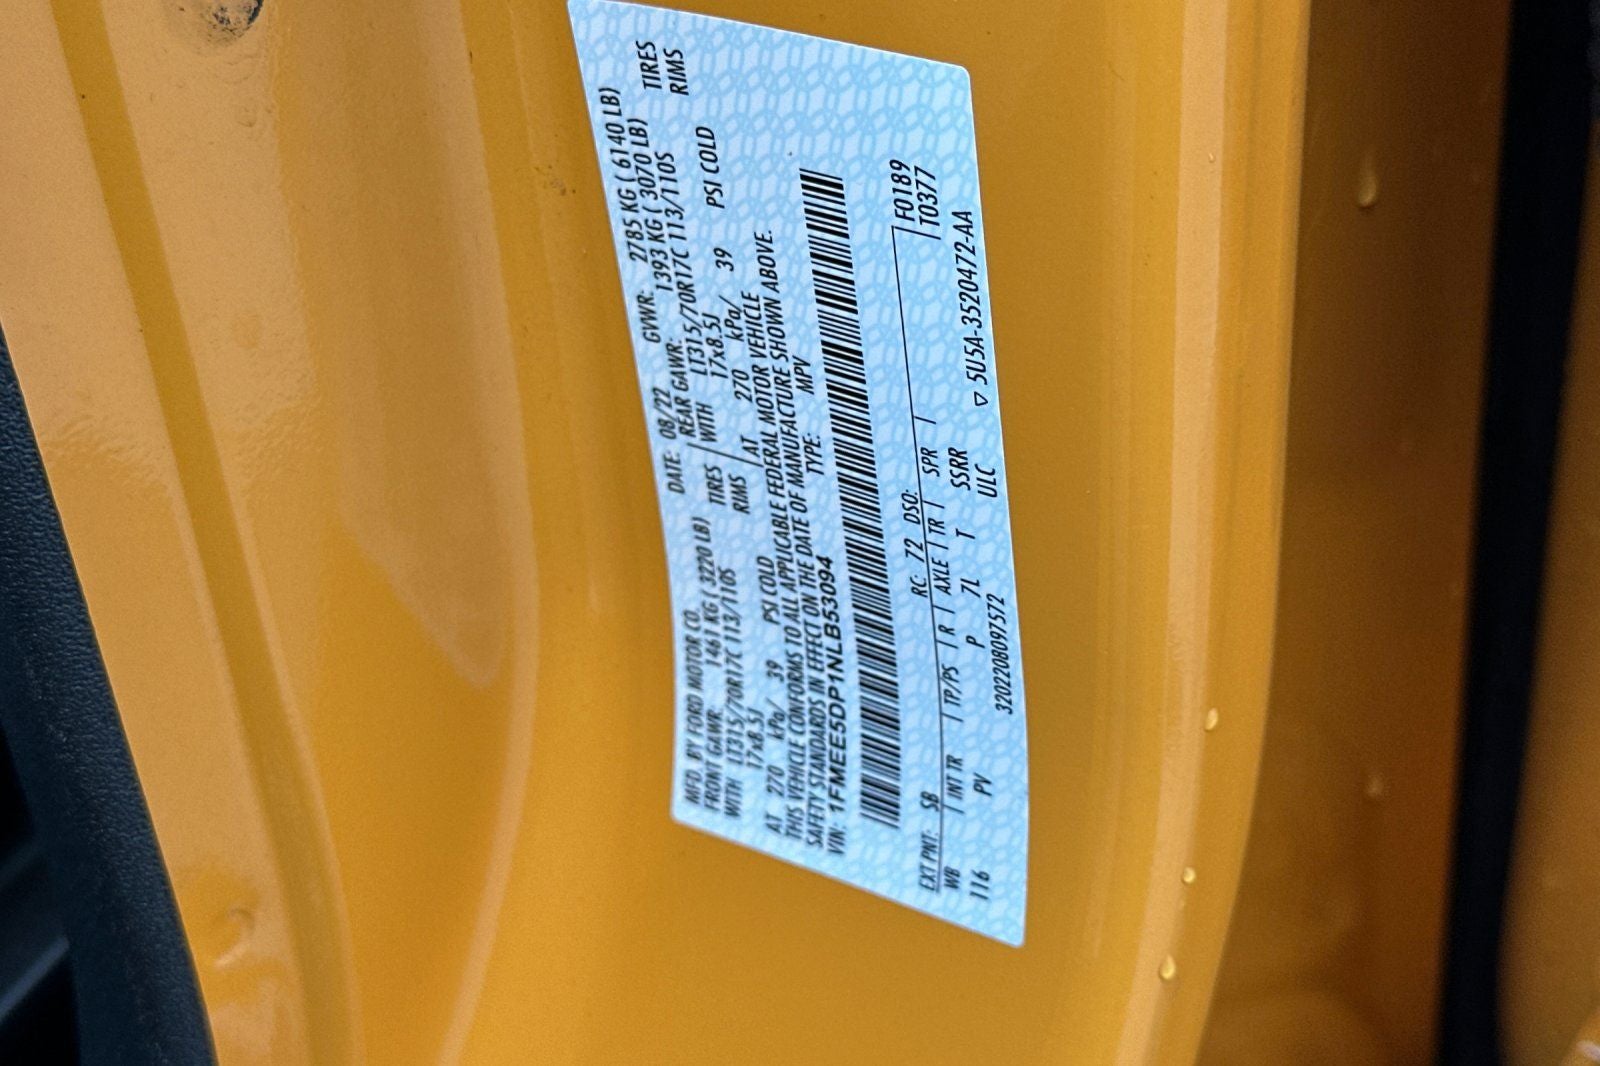 MFD. BY FORD MOTOR CO.
DATE: 08/22 GVWR: 2785 KG ( 6140 LB)
FRONT GAWR: 1461 KG ( 3220 LB) REAR GAWR: 1393 KG ( 3070 LB)
WITH LT315/70R17C 113/110S TIRES WITH LT315/70R17C 113/110S TIRES
17x8.5J RIMS 17x8.5J RIMS
AT 270 kPa/ 39 PSI COLD AT 270 kPa/ 39 PSI COLD
THIS VEHICLE CONFORMS TO ALL APPLICABLE FEDERAL MOTOR VEHICLE
SAFETY STANDARDS IN EFFECT ON THE DATE OF MANUFACTURE SHOWN ABOVE.
VIN: 1FMEE5DP1NLB53094 TYPE: MPV
F0189
T0377
EXT PNT: SB RC: 72 DSO:
WB INT TR TP/PS R AXLE TR SPR
116 PV P 7L T SSRR
ULC
320220809757​2 ▽ 5U5A-3520472-AA